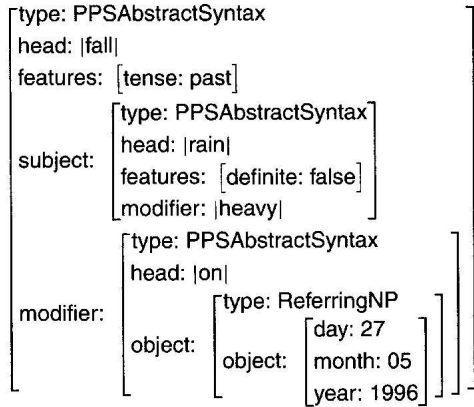 type: PPSAbstractSyntax
head: |fall|
features: [tense: past]
subject:
type: PPSAbstractSyntax
head: |rain|
features: [definite: false]
modifier: |heavy|
modifier:
type: PPSAbstractSyntax
head: |on|
object:
type: ReferringNP
object:
day: 27
month: 05
year: 1996